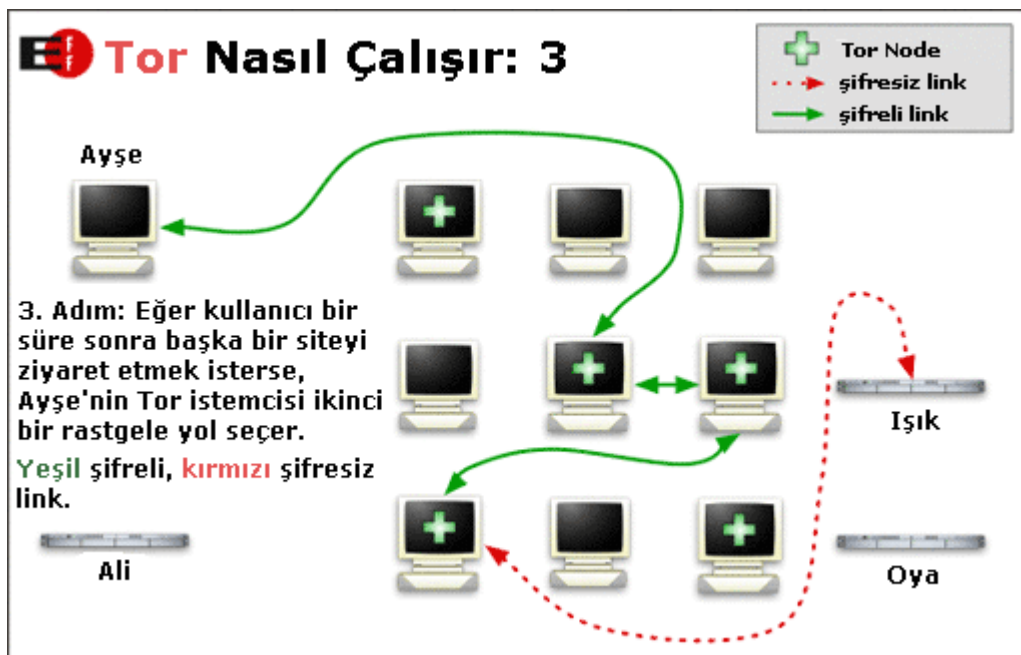 Eff Tor Nasıl Çalışır: 3
Tor Node
şifresiz link
şifreli link
Ayşe
3. Adım: Eğer kullanıcı bir
süre sonra başka bir siteyi
ziyaret etmek isterse,
Ayşe'nin Tor istemcisi ikinci
bir rastgele yol seçer.
Yeşil şifreli, kırmızı şifresiz
link.
Işık
Ali
Oya